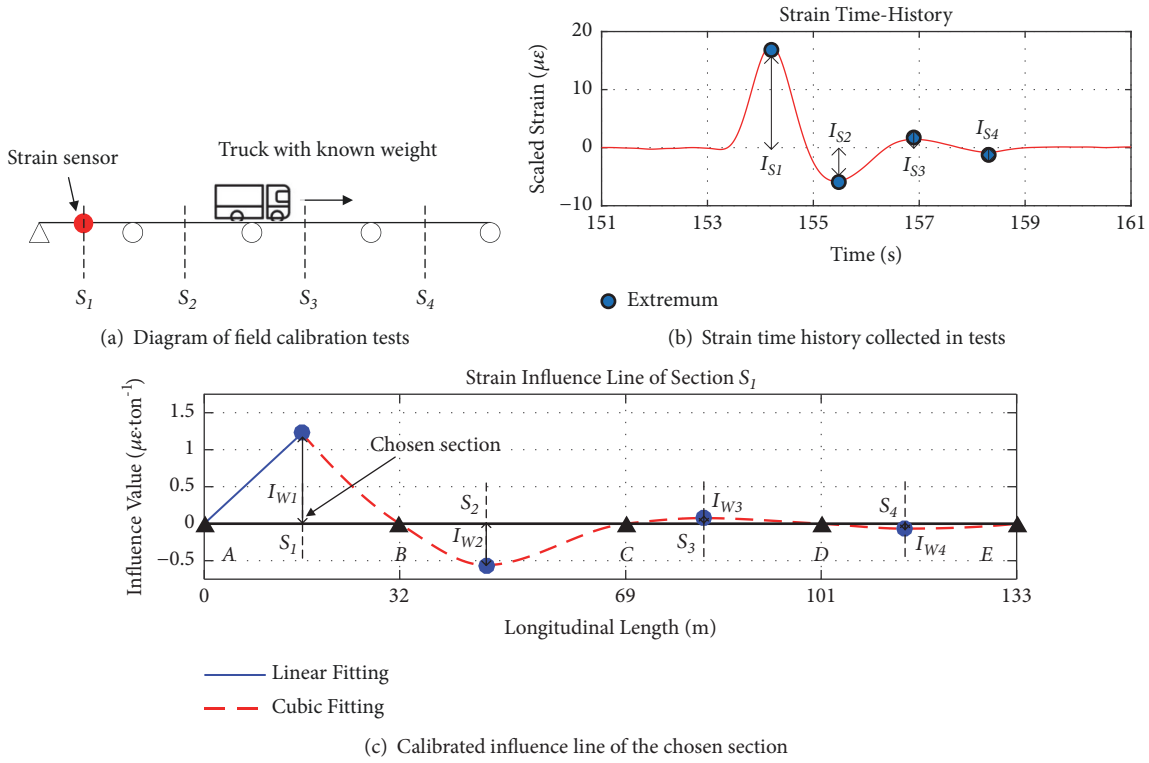 Strain sensor
Truck with known weight
S1 S2 S3 S4
(a) Diagram of field calibration tests
Strain Time-History
Scaled Strain (με)
20
10
0
−10
IS1
IS2
IS3
IS4
151 153 155 157 159 161
Time (s)
Extremum
(b) Strain time history collected in tests
Strain Influence Line of Section S1
Influence Value (με·ton-1)
1.5
1
0.5
0
−0.5
Chosen section
IW1
S1
S2
IW2
IW3
S3
S4
IW4
A B C D E
0 32 69 101 133
Longitudinal Length (m)
Linear Fitting
Cubic Fitting
(c) Calibrated influence line of the chosen section